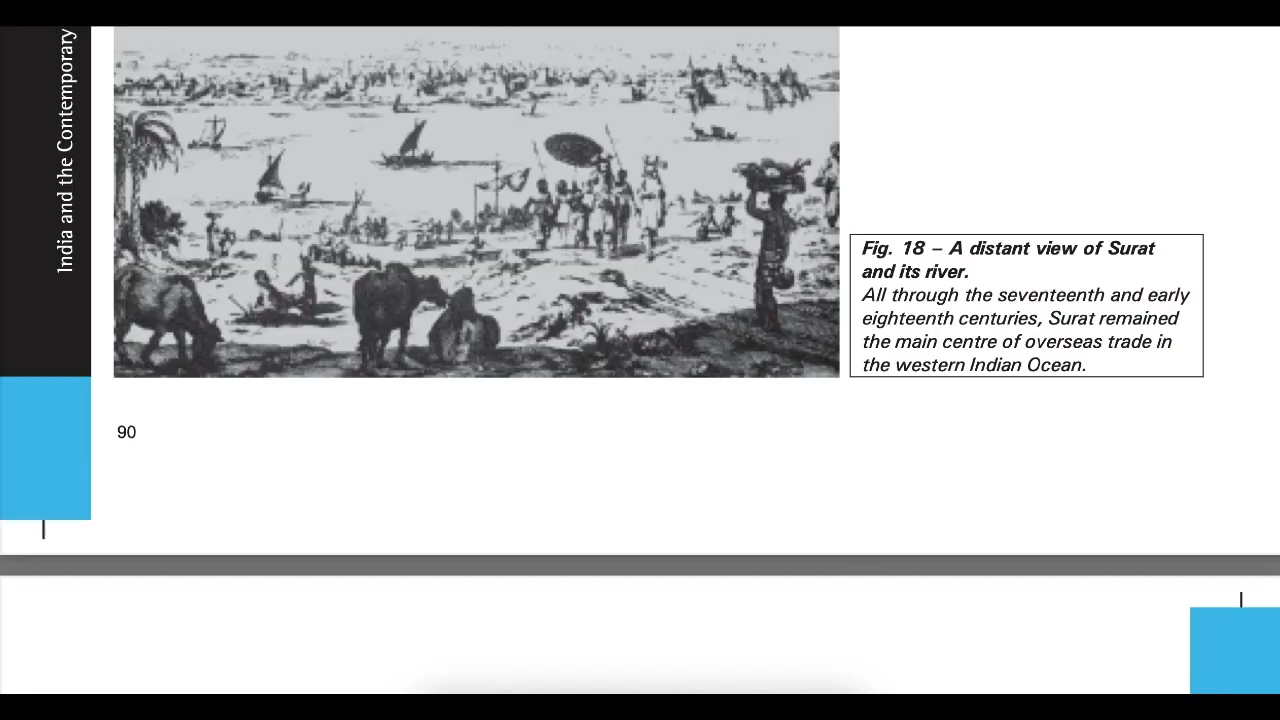 India and the Contemporary
Fig. 18 – A distant view of Surat
and its river.
All through the seventeenth and early
eighteenth centuries, Surat remained
the main centre of overseas trade in
the western Indian Ocean.
90